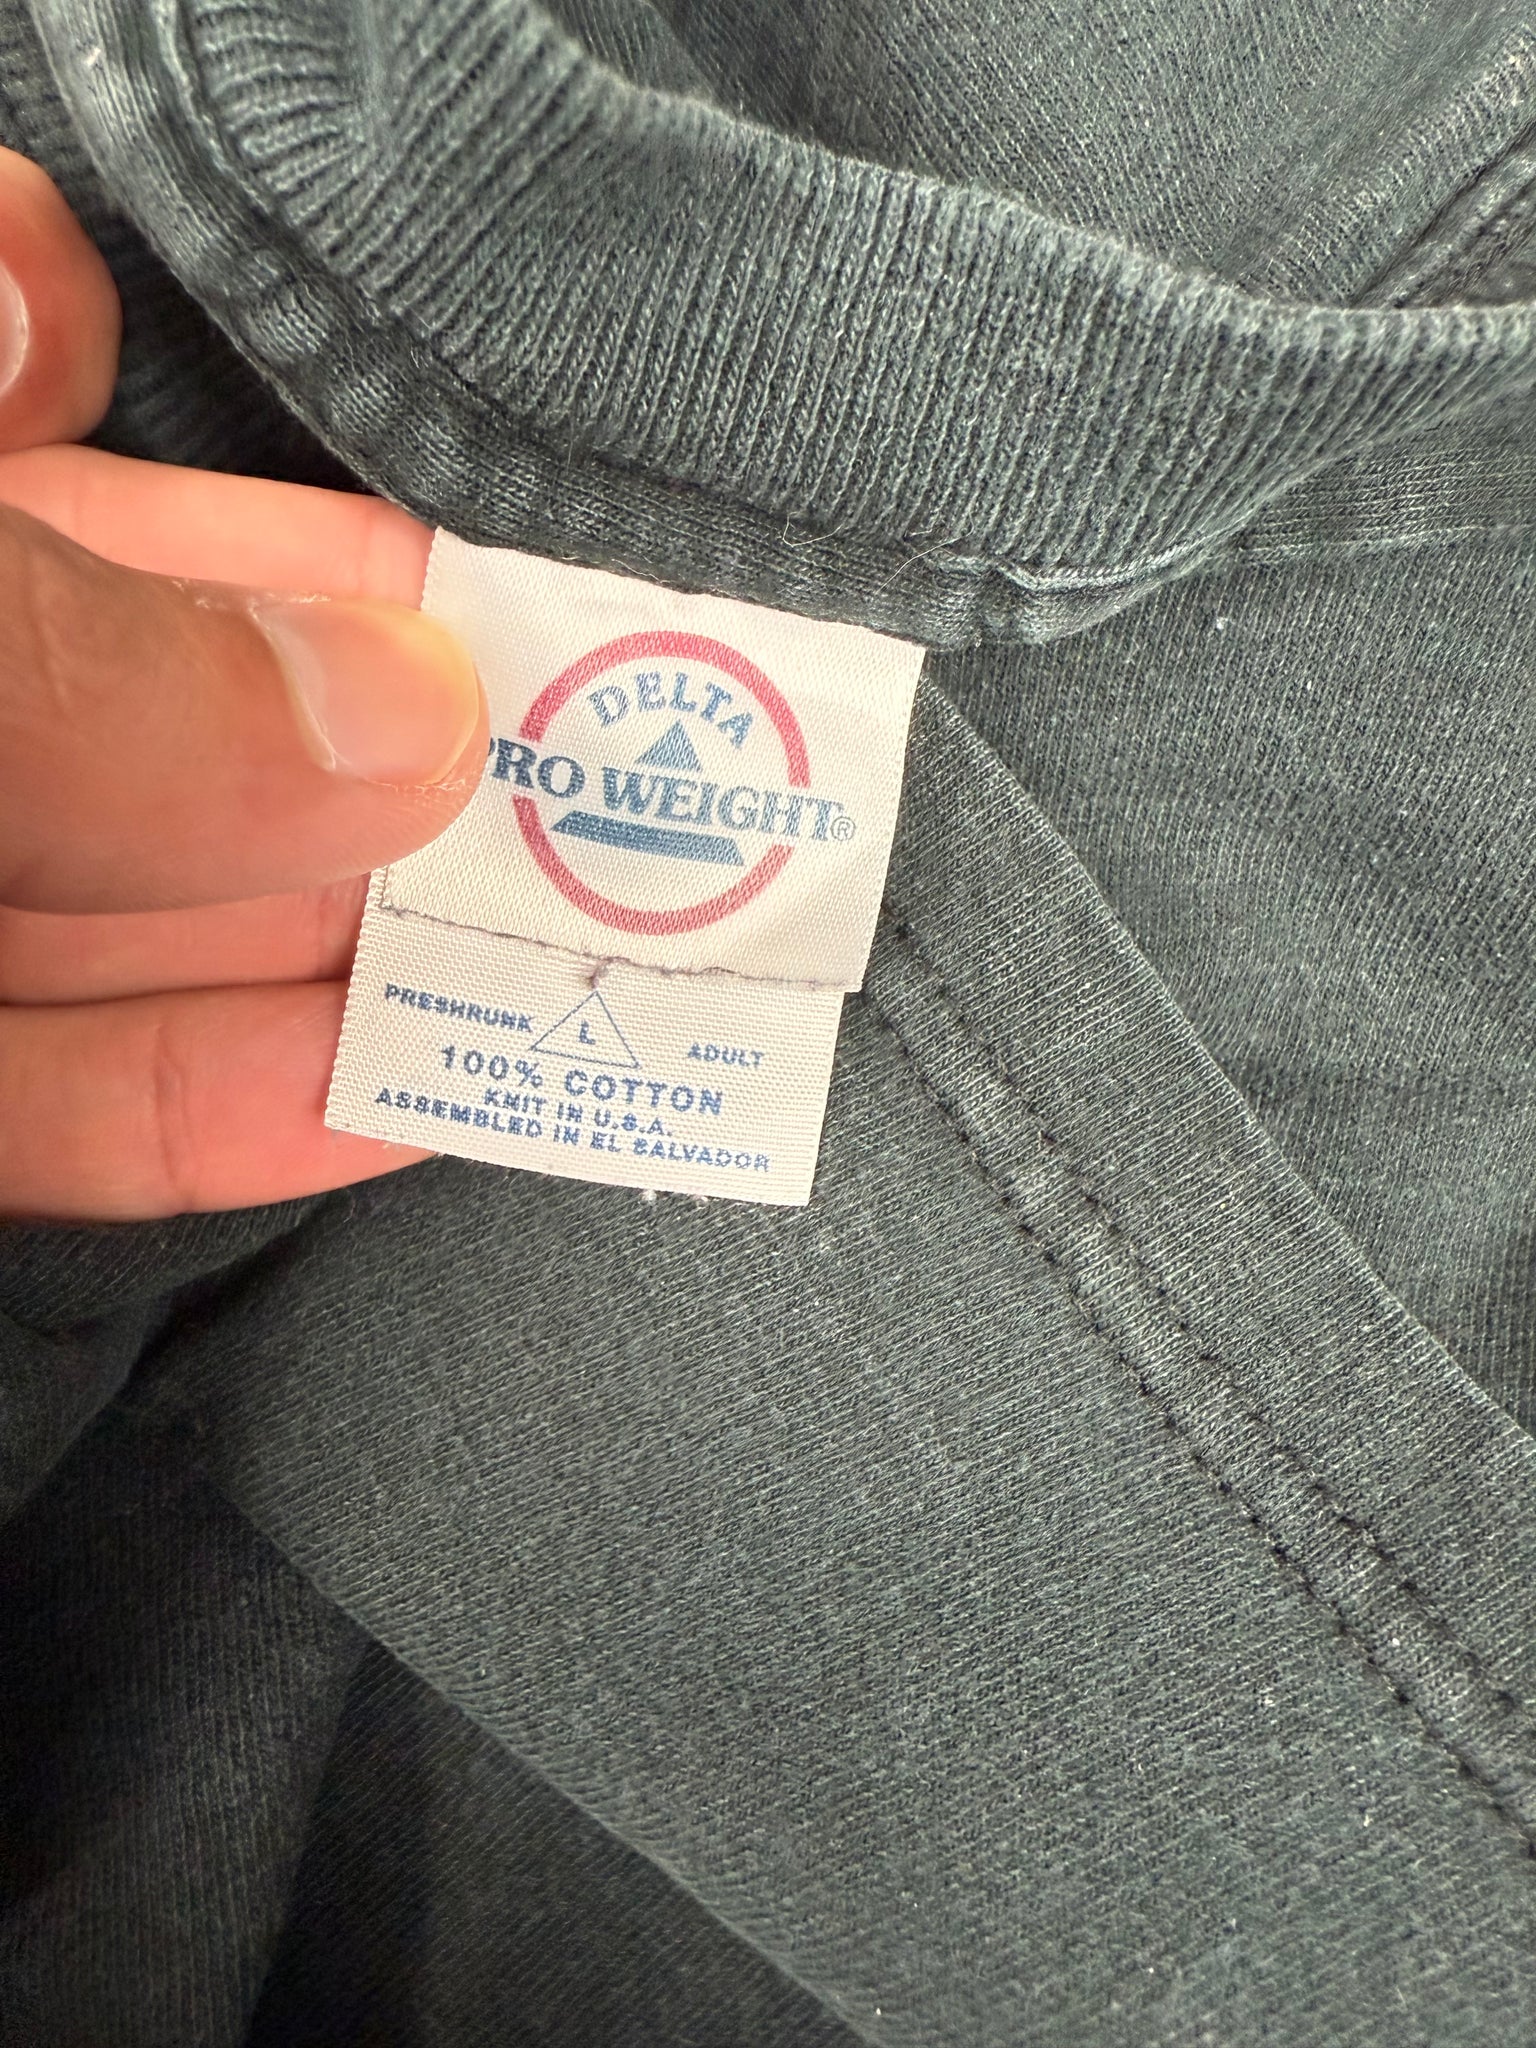 DELTA
PRO WEIGHT®
PRESHRUNK L ADULT
100% COTTON
KNIT IN U.S.A.
ASSEMBLED IN EL SALVADOR